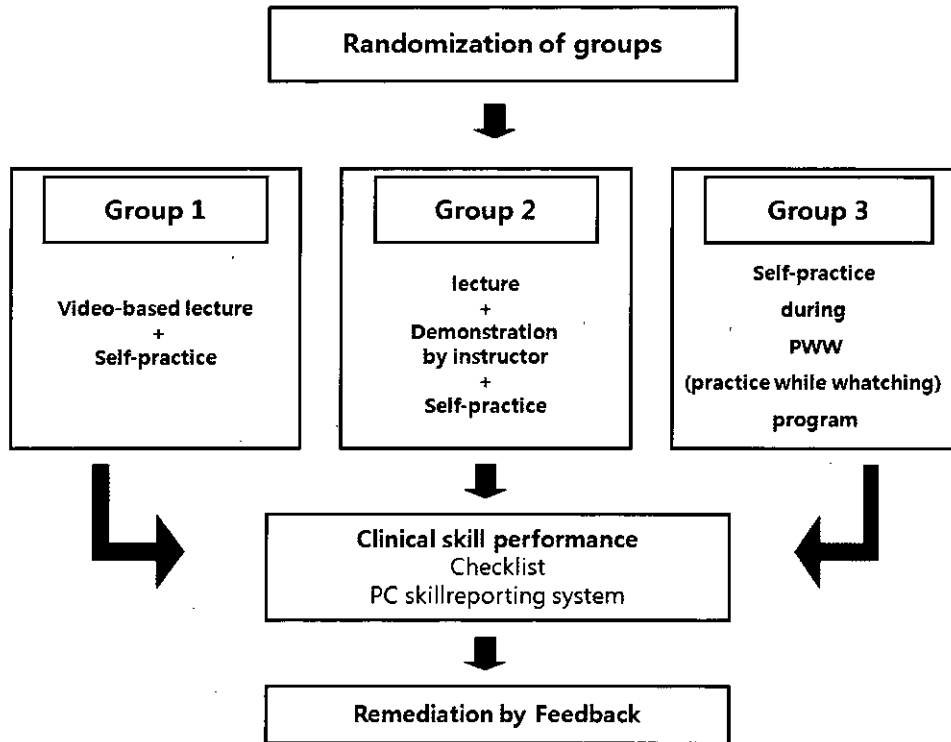 Randomization of groups
Group 1
Video-based lecture
+
Self-practice
Group 2
lecture
+
Demonstration
by instructor
+
Self-practice
Group 3
Self-practice
during
PWW
(practice while whatching)
program
Clinical skill performance
Checklist
PC skillreporting system
Remediation by Feedback